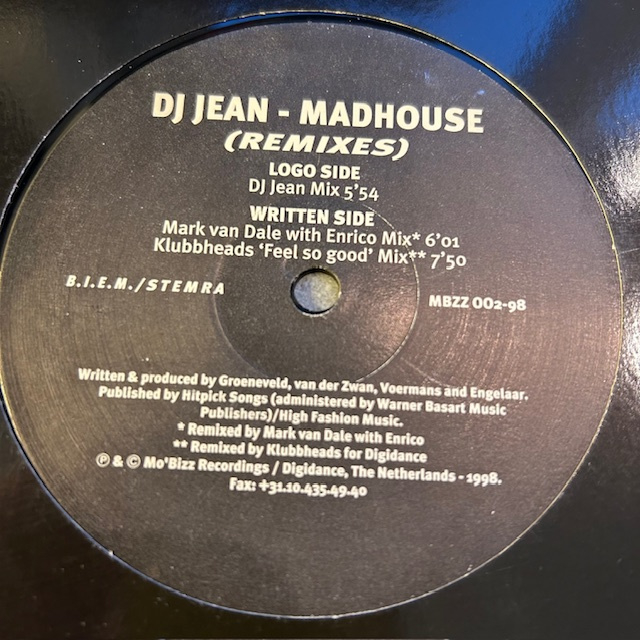 DJ JEAN - MADHOUSE
(REMIXES)
LOGO SIDE
DJ Jean Mix 5'54
WRITTEN SIDE
Mark van Dale with Enrico Mix* 6'01
Klubbheads 'Feel so good' Mix** 7'50
B.I.E.M./STEMRA
MBZZ 002-98
Written & produced by Groeneveld, van der Zwan, Voermans and Engelaar.
Published by Hitpick Songs (administered by Warner Basart Music
Publishers)/High Fashion Music.
* Remixed by Mark van Dale with Enrico
** Remixed by Klubbheads for Digidance
℗ & © Mo'Bizz Recordings / Digidance, The Netherlands - 1998.
Fax: +31.10.435.49.40